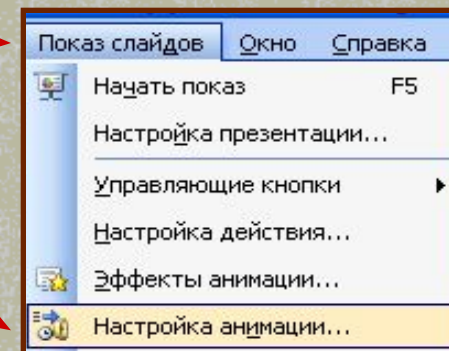 Показ слайдов Окно Справка
Начать показ F5
Настройка презентации...
Управляющие кнопки
Настройка действия...
Эффекты анимации...
Настройка анимации...